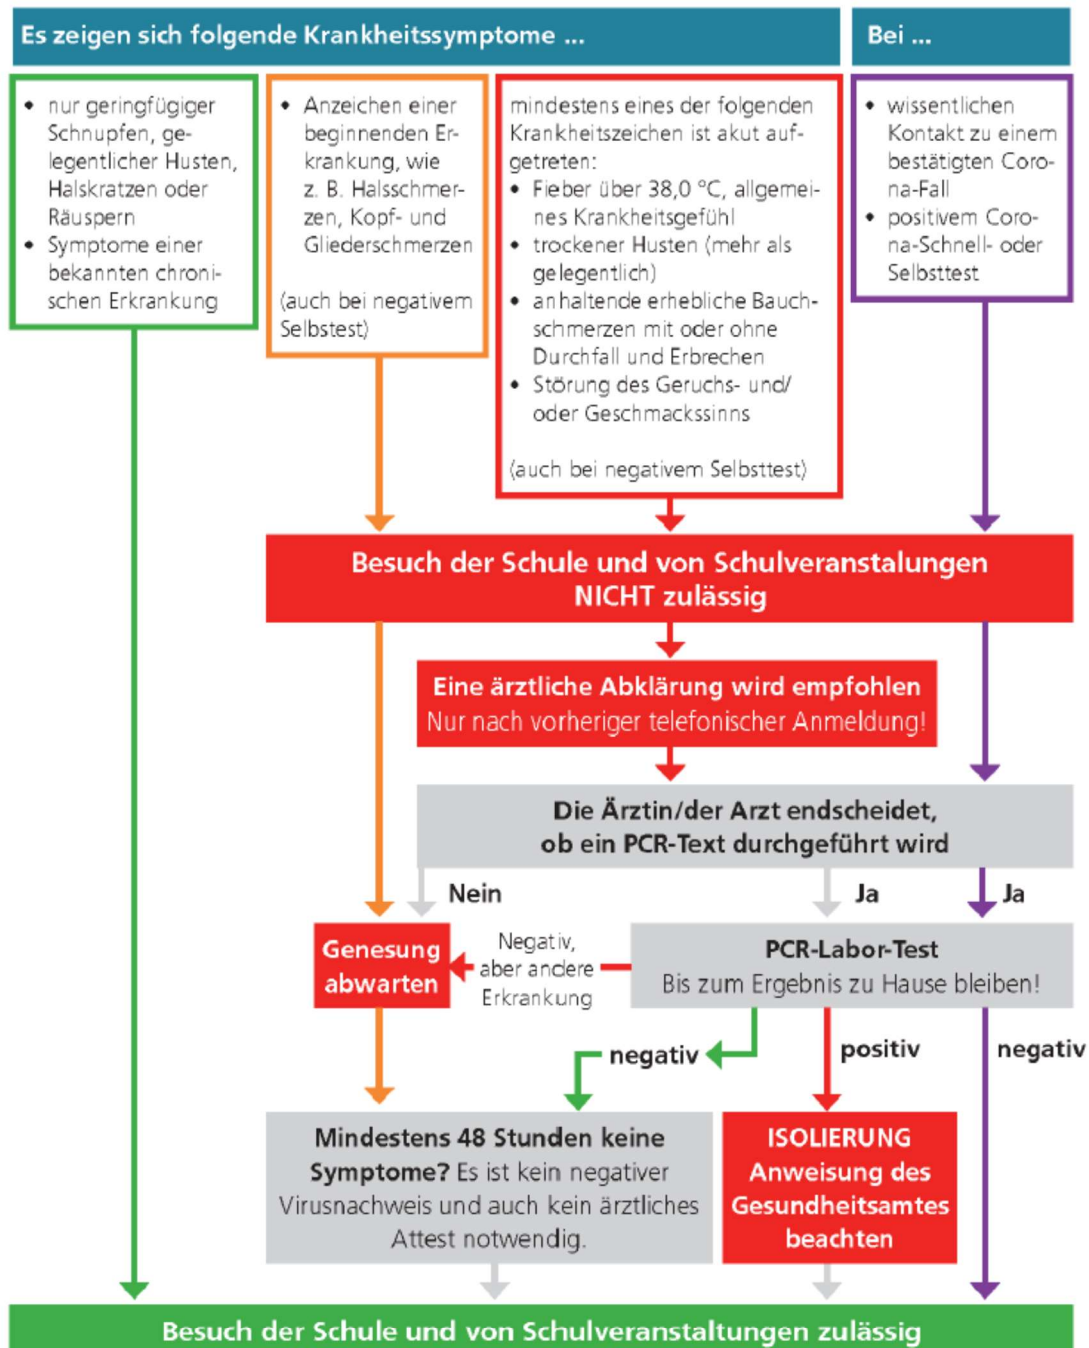 Es zeigen sich folgende Krankheitssymptome ...
Bei ...
• nur geringfügiger
Schnupfen, ge-
legentlicher Husten,
Halskratzen oder
Räuspern
• Symptome einer
bekannten chroni-
schen Erkrankung
• Anzeichen einer
beginnenden Er-
krankung, wie
z. B. Halsschmer-
zen, Kopf- und
Gliederschmerzen
(auch bei negativem
Selbstest)
mindestens eines der folgenden
Krankheitszeichen ist akut auf-
getreten:
• Fieber über 38,0 °C, allgemei-
nes Krankheitsgefühl
• trockener Husten (mehr als
gelegentlich)
• anhaltende erhebliche Bauch-
schmerzen mit oder ohne
Durchfall und Erbrechen
• Störung des Geruchs- und/
oder Geschmackssinns
(auch bei negativem Selbsttest)
• wissentlichen
Kontakt zu einem
bestätigten Coro-
na-Fall
• positivem Coro-
na-Schnell- oder
Selbsttest
Besuch der Schule und von Schulveranstalungen
NICHT zulässig
Eine ärztliche Abklärung wird empfohlen
Nur nach vorheriger telefonischer Anmeldung!
Die Ärztin/der Arzt endscheidet,
ob ein PCR-Text durchgeführt wird
Nein
Ja
Ja
Genesung
abwarten
Negativ,
aber andere
Erkrankung
PCR-Labor-Test
Bis zum Ergebnis zu Hause bleiben!
negativ
positiv
negativ
Mindestens 48 Stunden keine
Symptome? Es ist kein negativer
Virusnachweis und auch kein ärztliches
Attest notwendig.
ISOLIERUNG
Anweisung des
Gesundheitsamtes
beachten
Besuch der Schule und von Schulveranstaltungen zulässig